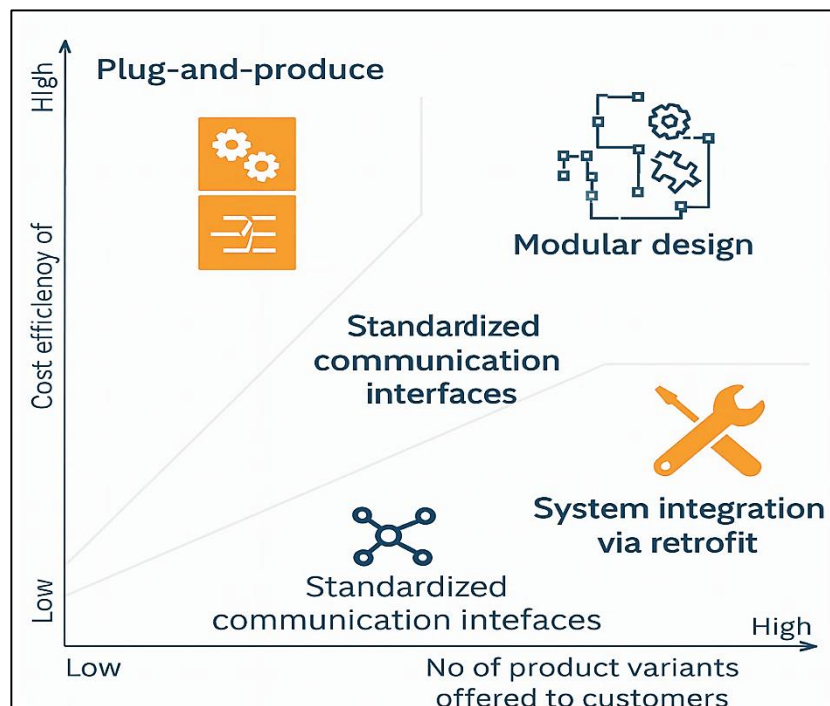 Plug-and-produce
HIgh
Cost efficlenoy of
Low
Modular design
Standardized
communication
interfaces
System integration
via retrofit
Standardized
communication intefaces
High
Low
No of product variants
offered to customers